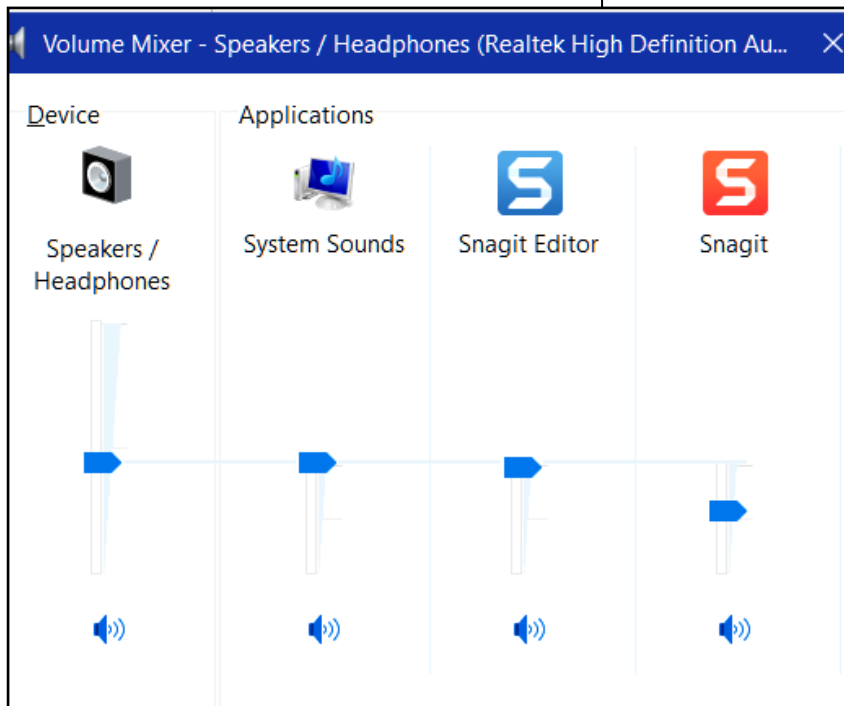 Volume Mixer - Speakers / Headphones (Realtek High Definition Au...
Device
Applications
Speakers /
Headphones
System Sounds
Snagit Editor
Snagit